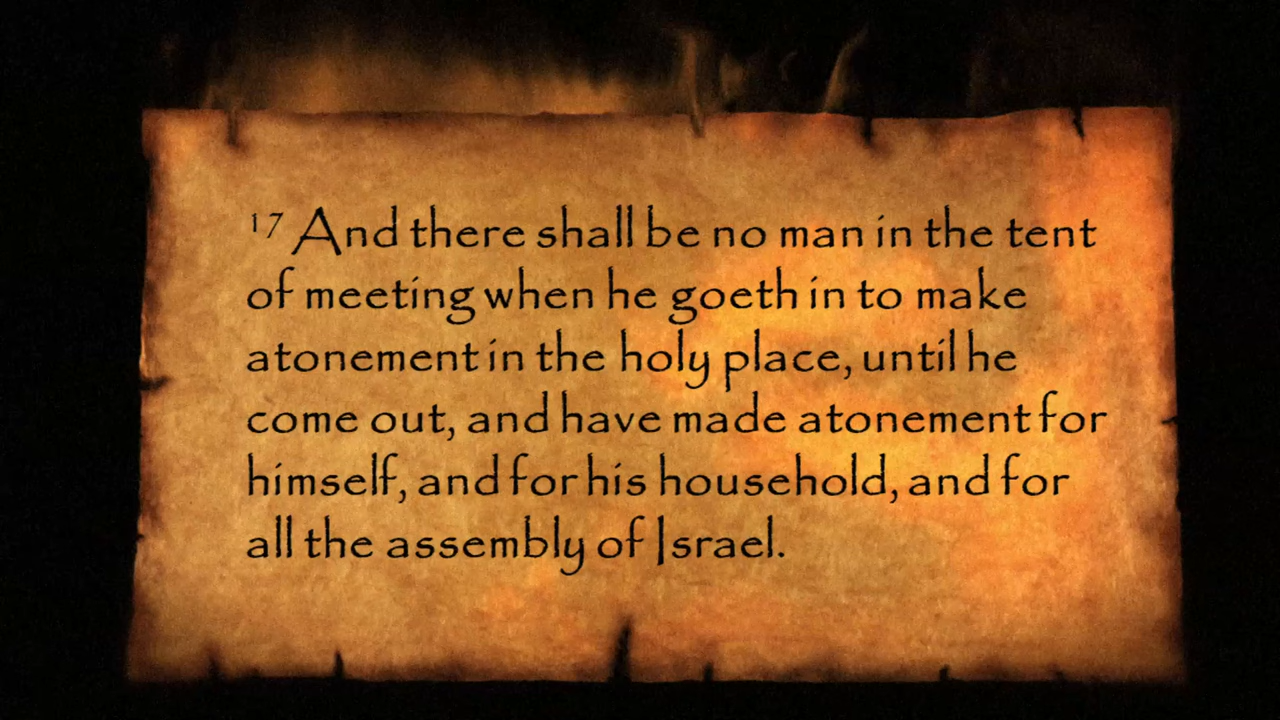 17 And there shall be no man in the tent
of meeting when he goeth in to make
atonement in the holy place, until he
come out, and have made atonement for
himself, and for his household, and for
all the assembly of Israel.